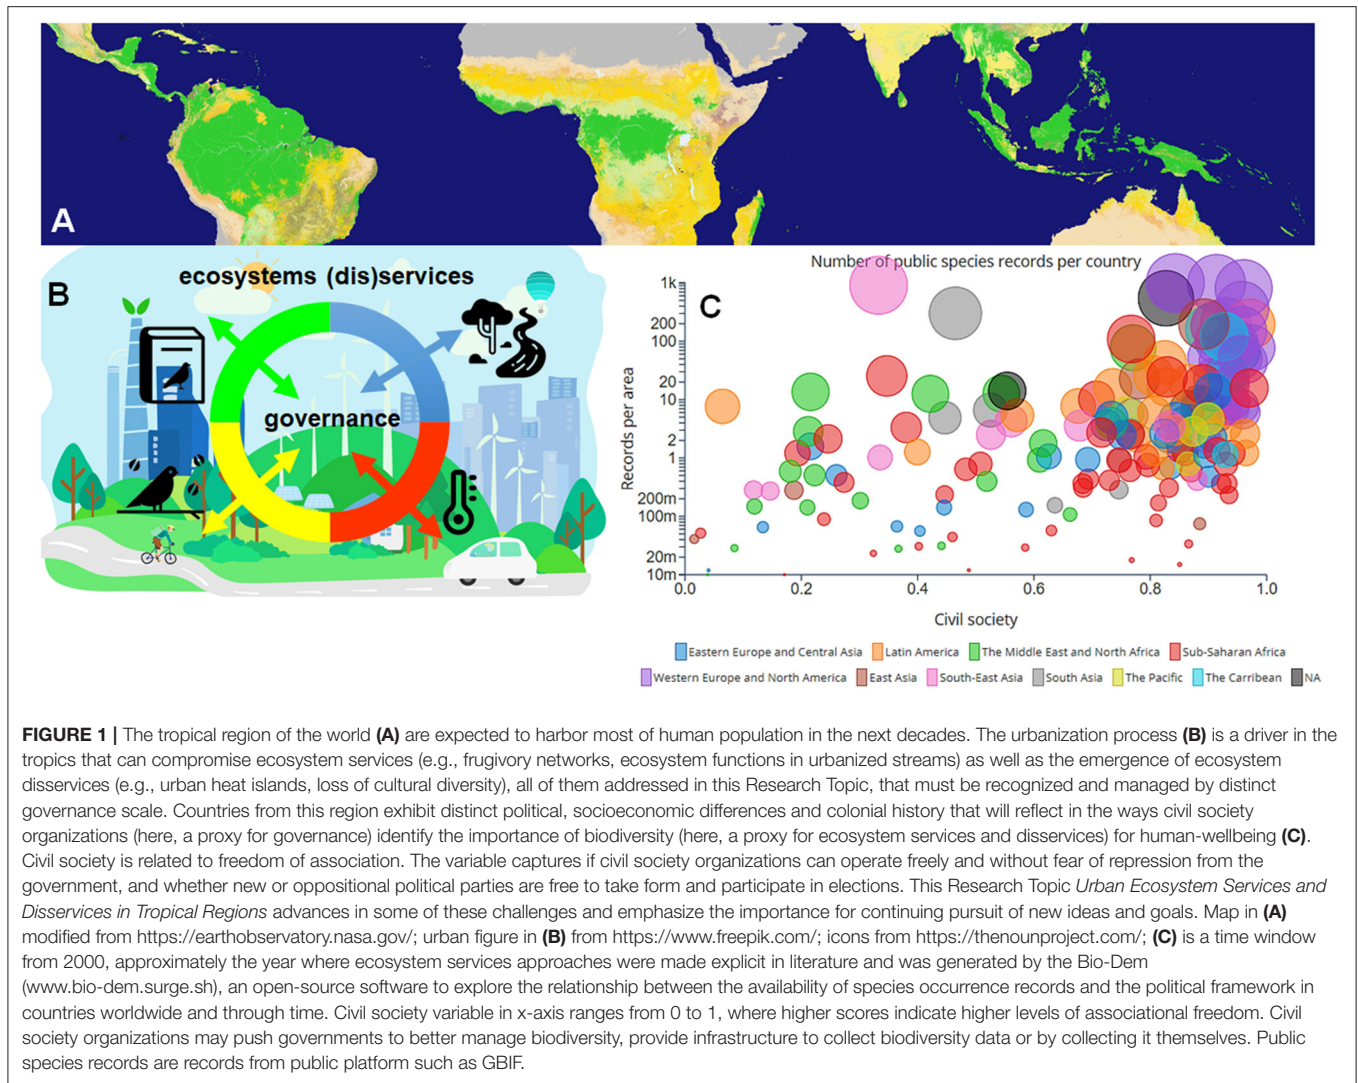 A
B
ecosystems (dis)services
governance
C
Number of public species records per country
Records per area
1k
200
100
20
10
2
1
200m
100m
20m
10m
0.0 0.2 0.4 0.6 0.8 1.0
Civil society
Eastern Europe and Central Asia Latin America The Middle East and North Africa Sub-Saharan Africa
Western Europe and North America East Asia South-East Asia South Asia The Pacific The Carribean NA
FIGURE 1 | The tropical region of the world (A) are expected to harbor most of human population in the next decades. The urbanization process (B) is a driver in the
tropics that can compromise ecosystem services (e.g., frugivory networks, ecosystem functions in urbanized streams) as well as the emergence of ecosystem
disservices (e.g., urban heat islands, loss of cultural diversity), all of them addressed in this Research Topic, that must be recognized and managed by distinct
governance scale. Countries from this region exhibit distinct political, socioeconomic differences and colonial history that will reflect in the ways civil society
organizations (here, a proxy for governance) identify the importance of biodiversity (here, a proxy for ecosystem services and disservices) for human-wellbeing (C).
Civil society is related to freedom of association. The variable captures if civil society organizations can operate freely and without fear of repression from the
government, and whether new or oppositional political parties are free to take form and participate in elections. This Research Topic Urban Ecosystem Services and
Disservices in Tropical Regions advances in some of these challenges and emphasize the importance for continuing pursuit of new ideas and goals. Map in (A)
modified from https://earthobservatory.nasa.gov/; urban figure in (B) from https://www.freepik.com/; icons from https://thenounproject.com/; (C) is a time window
from 2000, approximately the year where ecosystem services approaches were made explicit in literature and was generated by the Bio-Dem
(www.bio-dem.surge.sh), an open-source software to explore the relationship between the availability of species occurrence records and the political framework in
countries worldwide and through time. Civil society variable in x-axis ranges from 0 to 1, where higher scores indicate higher levels of associational freedom. Civil
society organizations may push governments to better manage biodiversity, provide infrastructure to collect biodiversity data or by collecting it themselves. Public
species records are records from public platform such as GBIF.